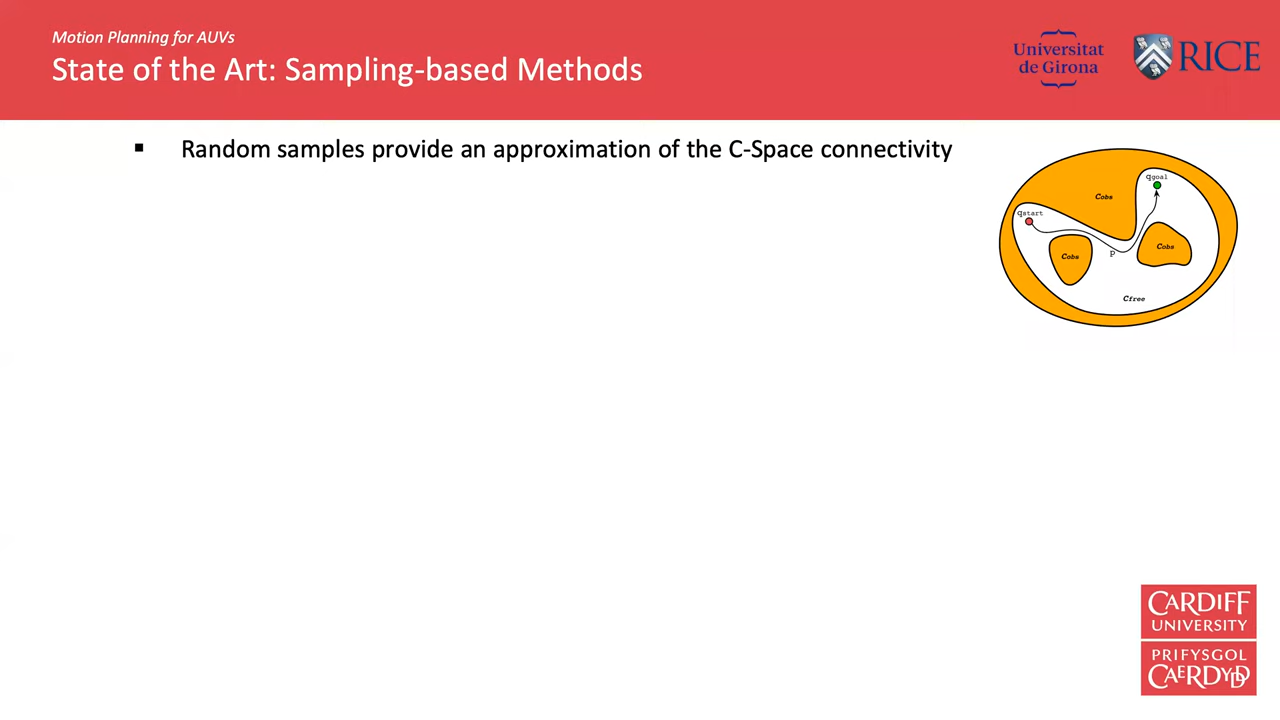 Motion Planning for AUVs
State of the Art: Sampling-based Methods
Universitat
de Girona
RICE
▪ Random samples provide an approximation of the C-Space connectivity
qgoal
Cobs
qstart
Cobs
Cobs
P
Cfree
CARDIFF
UNIVERSITY
PRIFYSGOL
CAERDYDD